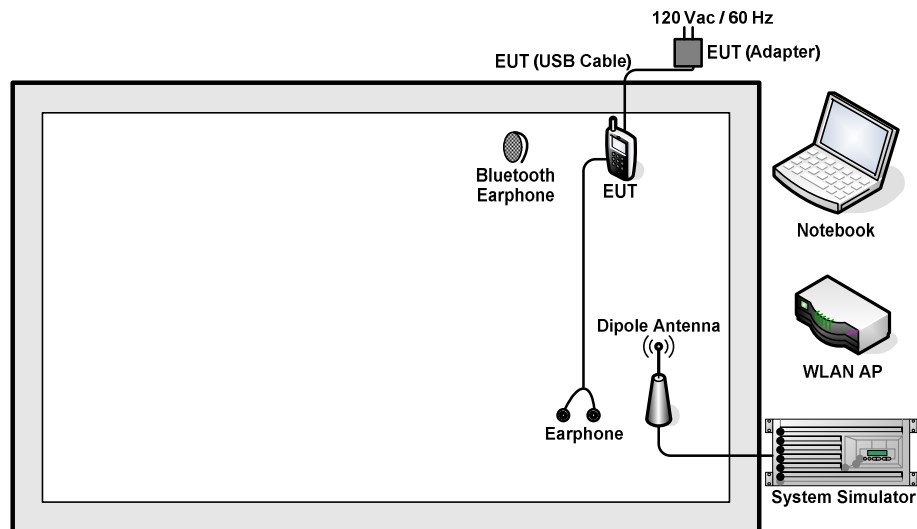 120 Vac / 60 Hz
EUT (USB Cable)
EUT (Adapter)
Bluetooth
Earphone
EUT
Notebook
Dipole Antenna
WLAN AP
Earphone
System Simulator